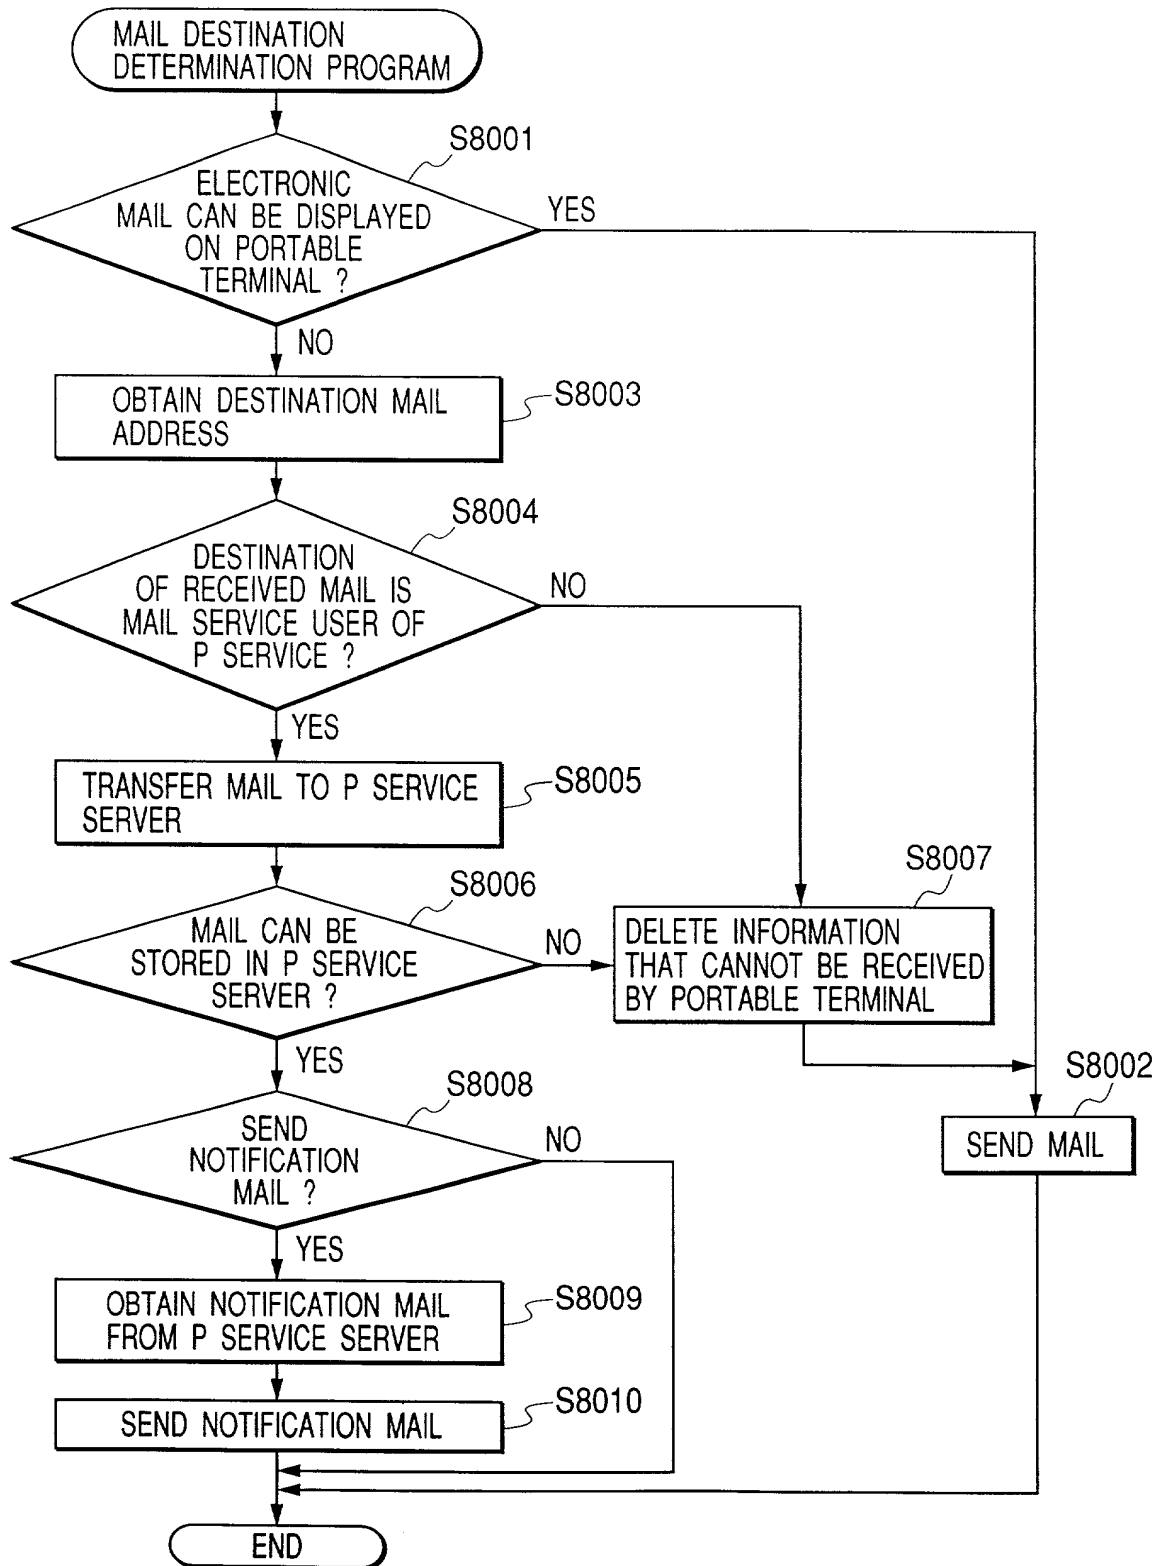 MAIL DESTINATION
DETERMINATION PROGRAM
S8001
ELECTRONIC
MAIL CAN BE DISPLAYED
ON PORTABLE
TERMINAL ?
YES
NO
OBTAIN DESTINATION MAIL
ADDRESS
S8003
S8004
DESTINATION
OF RECEIVED MAIL IS
MAIL SERVICE USER OF
P SERVICE ?
NO
YES
TRANSFER MAIL TO P SERVICE
SERVER
S8005
S8006
MAIL CAN BE
STORED IN P SERVICE
SERVER ?
NO
YES
S8007
DELETE INFORMATION
THAT CANNOT BE RECEIVED
BY PORTABLE TERMINAL
S8002
SEND MAIL
S8008
SEND
NOTIFICATION
MAIL ?
NO
YES
OBTAIN NOTIFICATION MAIL
FROM P SERVICE SERVER
S8009
SEND NOTIFICATION MAIL
S8010
END